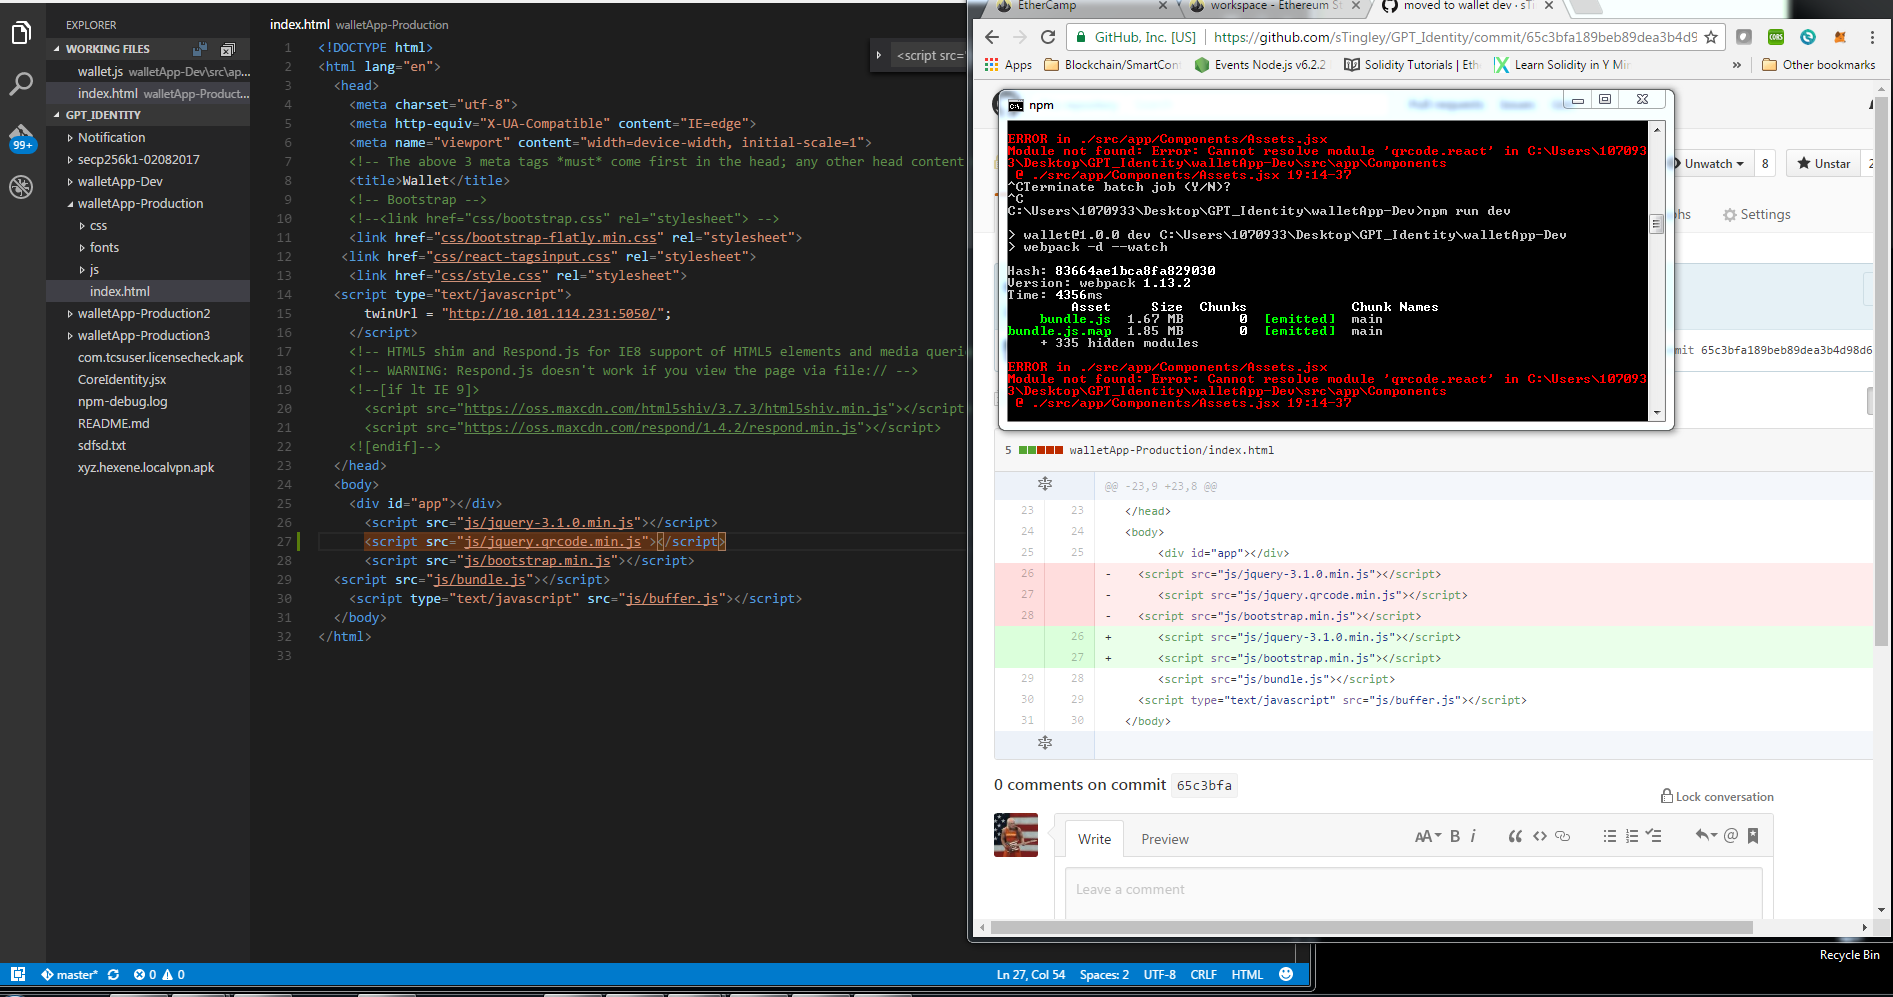 EXPLORER
WORKING FILES
wallet.js walletApp-Dev\src\ap...
index.html walletApp-Product...
GPT_IDENTITY
99+
Notification
secp256k1-02082017
walletApp-Dev
walletApp-Production
css
fonts
js
index.html
walletApp-Production2
walletApp-Production3
com.tcsuser.licensecheck.apk
CoreIdentity.jsx
npm-debug.log
README.md
sdfsd.txt
xyz.hexene.localvpn.apk
index.html walletApp-Production
1 <!DOCTYPE html>
2 <html lang="en">
3 <head>
4 <meta charset="utf-8">
5 <meta http-equiv="X-UA-Compatible" content="IE=edge">
6 <meta name="viewport" content="width=device-width, initial-scale=1">
7 <!-- The above 3 meta tags *must* come first in the head; any other head content
8 <title>Wallet</title>
9 <!-- Bootstrap -->
10 <!--<link href="css/bootstrap.css" rel="stylesheet"> -->
11 <link href="css/bootstrap-flatly.min.css" rel="stylesheet">
12 <link href="css/react-tagsinput.css" rel="stylesheet">
13 <link href="css/style.css" rel="stylesheet">
14 <script type="text/javascript">
15 twinUrl = "http://10.101.114.231:5050/";
16 </script>
17 <!-- HTML5 shim and Respond.js for IE8 support of HTML5 elements and media queri
18 <!-- WARNING: Respond.js doesn't work if you view the page via file:// -->
19 <!--[if lt IE 9]>
20 <script src="https://oss.maxcdn.com/html5shiv/3.7.3/html5shiv.min.js"></script
21 <script src="https://oss.maxcdn.com/respond/1.4.2/respond.min.js"></script>
22 <![endif]-->
23 </head>
24 <body>
25 <div id="app"></div>
26 <script src="js/jquery-3.1.0.min.js"></script>
27 <script src="js/jquery.qrcode.min.js"></script>
28 <script src="js/bootstrap.min.js"></script>
29 <script src="js/bundle.js"></script>
30 <script type="text/javascript" src="js/buffer.js"></script>
31 </body>
32 </html>
33
<script src="
master* 0 0
Ln 27, Col 54 Spaces: 2 UTF-8 CRLF HTML
EtherCamp
workspace - Ethereum St
moved to wallet dev · sTi
GitHub, Inc. [US] https://github.com/sTingley/GPT_Identity/commit/65c3bfa189beb89dea3b4d9
CORS
Apps Blockchain/SmartCon Events Node.js v6.2.2 Solidity Tutorials | Eth Learn Solidity in Y Min » Other bookmarks
Pull requests Issues
Unwatch 8 Unstar 2
hs Settings
mit 65c3bfa189beb89dea3b4d98d6
npm
ERROR in ./src/app/Components/Assets.jsx
Module not found: Error: Cannot resolve module 'qrcode.react' in C:\Users\107093
3\Desktop\GPT_Identity\walletApp-Dev\src\app\Components
@ ./src/app/Components/Assets.jsx 19:14-37
^CTerminate batch job (Y/N)?
^C
C:\Users\1070933\Desktop\GPT_Identity\walletApp-Dev>npm run dev
> wallet@1.0.0 dev C:\Users\1070933\Desktop\GPT_Identity\walletApp-Dev
> webpack -d --watch
Hash: 83664ae1bca8fa829030
Version: webpack 1.13.2
Time: 4356ms
Asset Size Chunks Chunk Names
bundle.js 1.67 MB 0 [emitted] main
bundle.js.map 1.85 MB 0 [emitted] main
+ 335 hidden modules
ERROR in ./src/app/Components/Assets.jsx
Module not found: Error: Cannot resolve module 'qrcode.react' in C:\Users\107093
3\Desktop\GPT_Identity\walletApp-Dev\src\app\Components
@ ./src/app/Components/Assets.jsx 19:14-37
5 walletApp-Production/index.html
@@ -23,9 +23,8 @@
23 23 </head>
24 24 <body>
25 25 <div id="app"></div>
26 - <script src="js/jquery-3.1.0.min.js"></script>
27 - <script src="js/jquery.qrcode.min.js"></script>
28 - <script src="js/bootstrap.min.js"></script>
26 + <script src="js/jquery-3.1.0.min.js"></script>
27 + <script src="js/bootstrap.min.js"></script>
29 28 <script src="js/bundle.js"></script>
30 29 <script type="text/javascript" src="js/buffer.js"></script>
31 30 </body>
0 comments on commit 65c3bfa
Lock conversation
Write Preview AA B i
Leave a comment
Recycle Bin